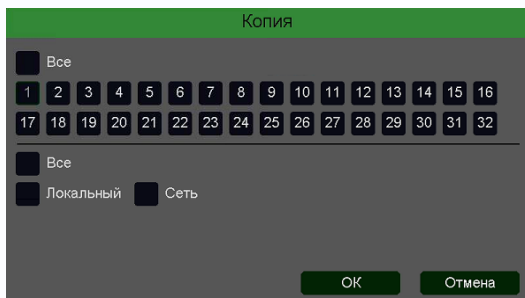 Копия
Все
1 2 3 4 5 6 7 8 9 10 11 12 13 14 15 16
17 18 19 20 21 22 23 24 25 26 27 28 29 30 31 32
Все
Локальный Сеть
ОК Отмена